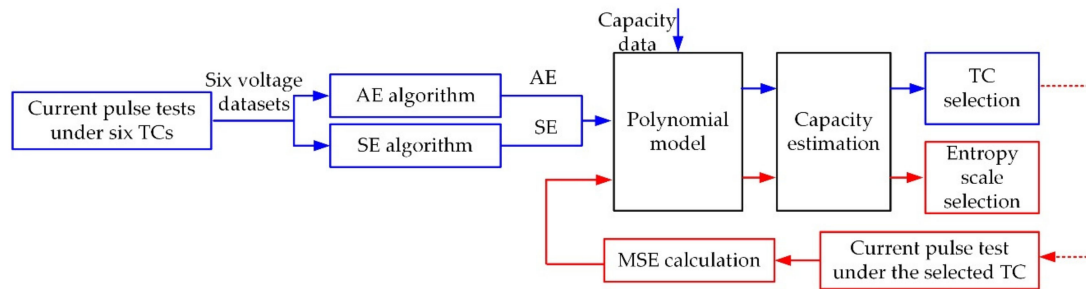 Capacity
data
Six voltage
datasets
Current pulse tests
under six TCs
AE algorithm
SE algorithm
AE
SE
Polynomial
model
Capacity
estimation
TC
selection
Entropy
scale
selection
MSE calculation
Current pulse test
under the selected TC